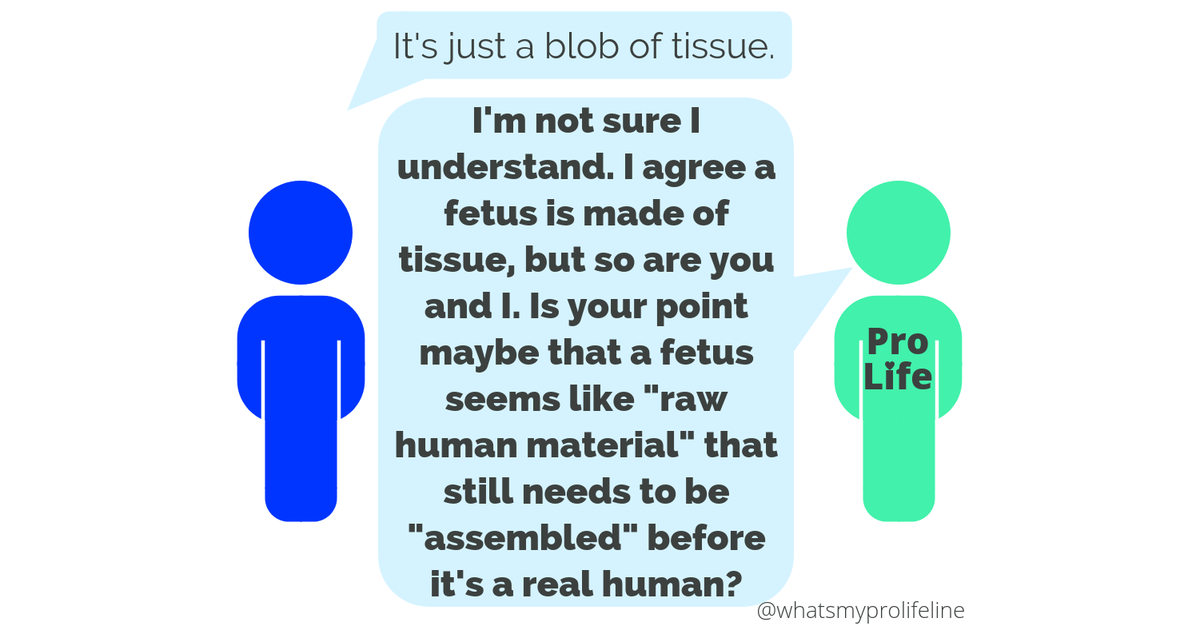 It's just a blob of tissue.
I'm not sure I
understand. I agree a
fetus is made of
tissue, but so are you
and I. Is your point
maybe that a fetus
seems like "raw
human material" that
still needs to be
"assembled" before
it's a real human?
Pro
Life
@whatsmyprolifeline